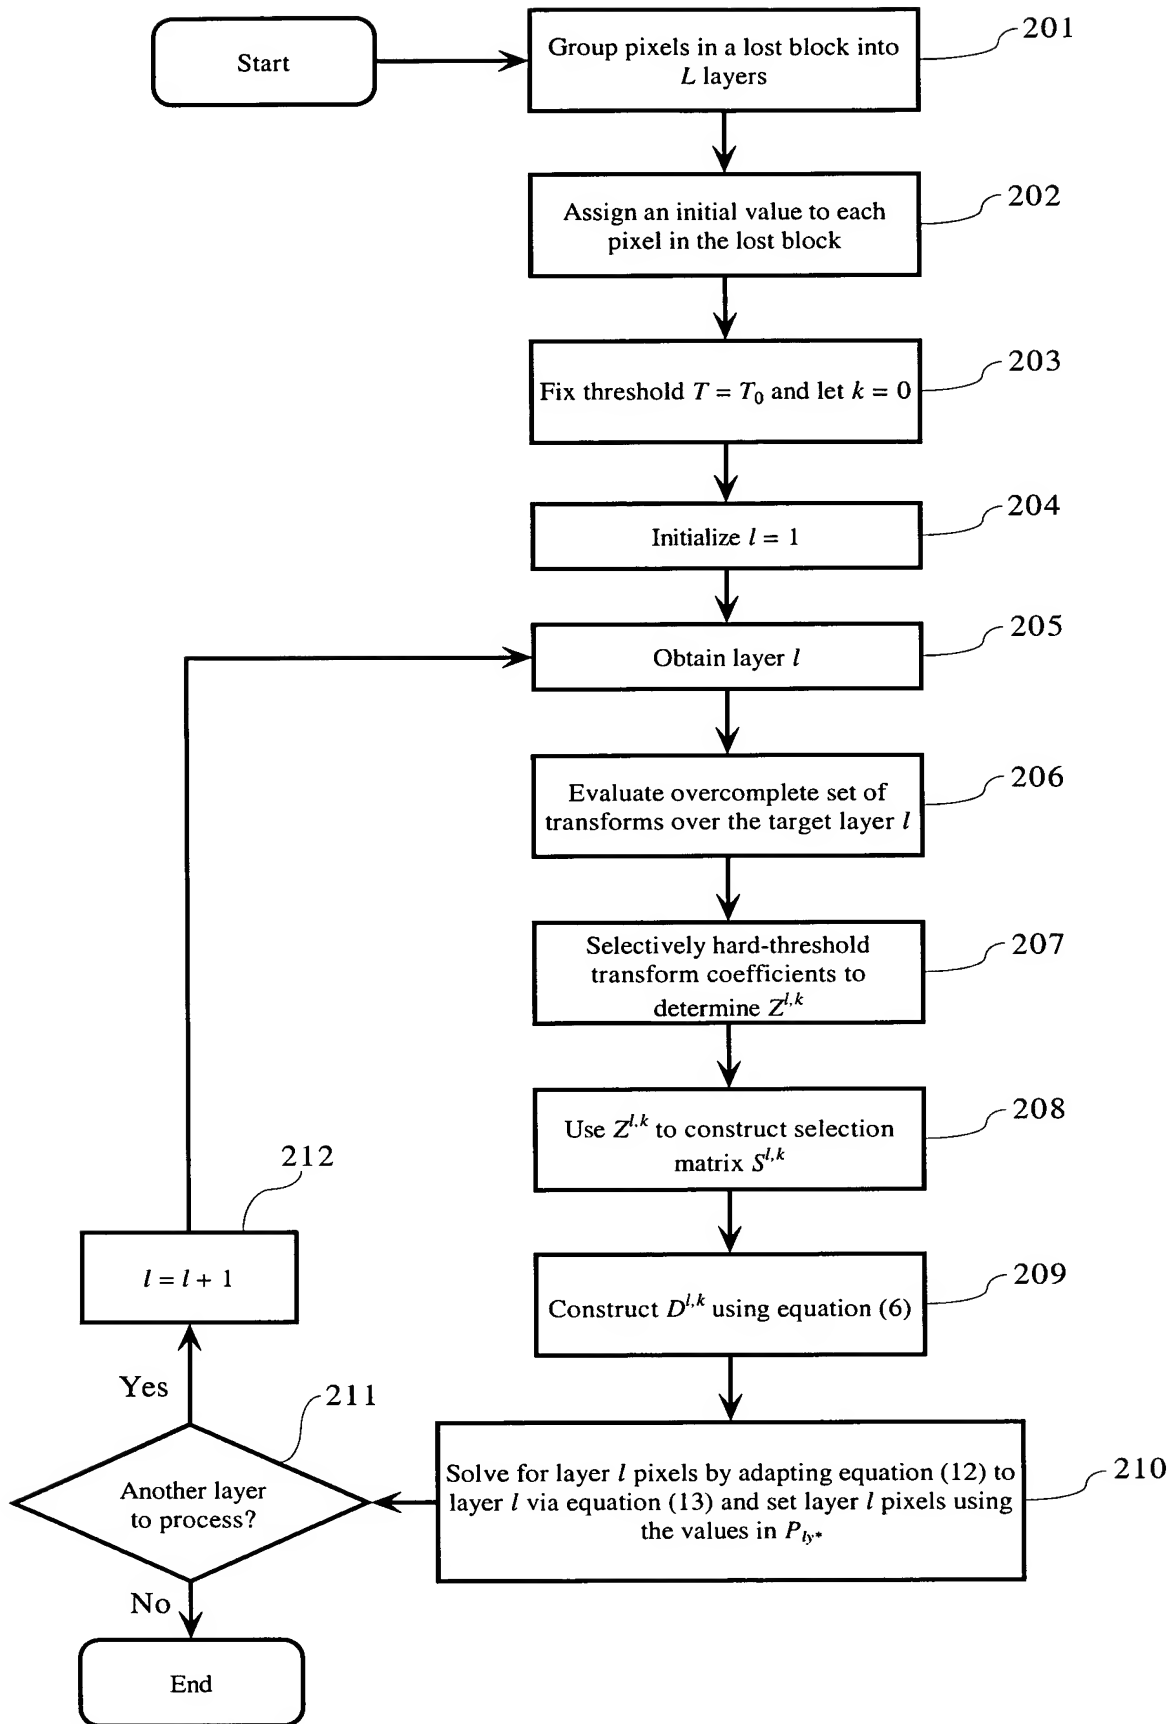 Start
Group pixels in a lost block into
L layers
201
Assign an initial value to each
pixel in the lost block
202
Fix threshold T = T₀ and let k = 0
203
Initialize l = 1
204
Obtain layer l
205
Evaluate overcomplete set of
transforms over the target layer l
206
Selectively hard-threshold
transform coefficients to
determine Z^{l,k}
207
Use Z^{l,k} to construct selection
matrix S^{l,k}
208
Construct D^{l,k} using equation (6)
209
Solve for layer l pixels by adapting equation (12) to
layer l via equation (13) and set layer l pixels using
the values in P_{ly*}
210
Another layer
to process?
211
Yes
l = l + 1
212
No
End